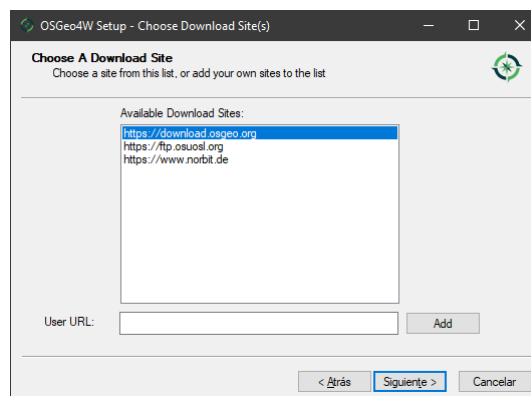 OSGeo4W Setup - Choose Download Site(s)
Choose A Download Site
Choose a site from this list, or add your own sites to the list
Available Download Sites:
https://download.osgeo.org
https://ftp.osuosl.org
https://www.norbit.de
User URL:
Add
< Atrás
Siguiente >
Cancelar